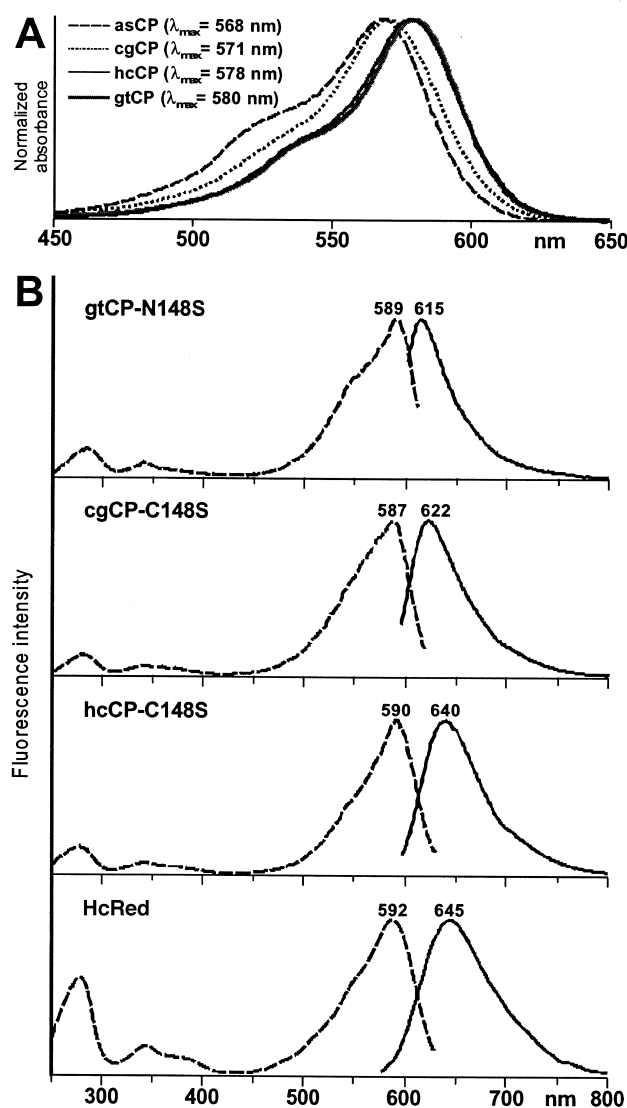 A
asCP (λmax= 568 nm)
cgCP (λmax= 571 nm)
hcCP (λmax= 578 nm)
gtCP (λmax= 580 nm)
Normalized
absorbance
450 500 550 600 nm 650
B
gtCP-N148S
589 615
cgCP-C148S
587 622
hcCP-C148S
590 640
HcRed
592 645
Fluorescence intensity
300 400 500 600 700 nm 800